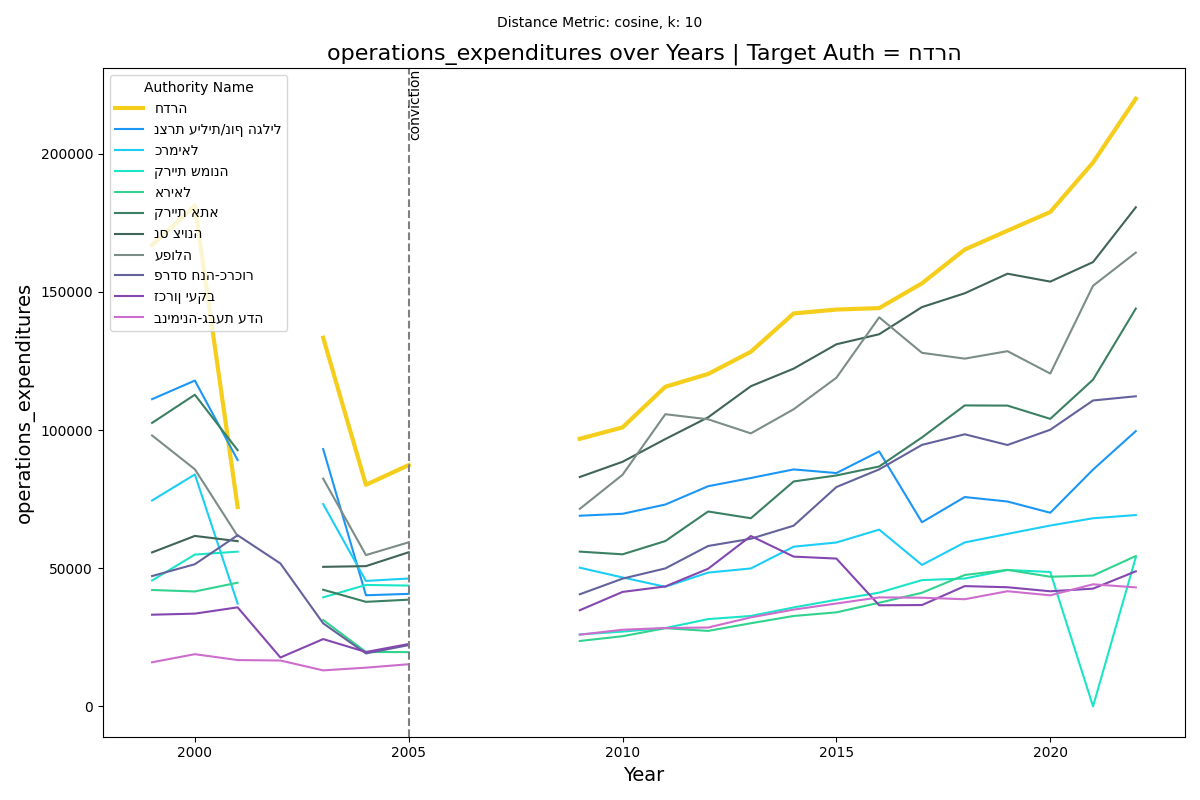 Distance Metric: cosine, k: 10
operations_expenditures over Years | Target Auth = חדרה
conviction
Authority Name
חדרה
נצרת עילית/נוף הגליל
כרמיאל
קריית שמונה
אריאל
קריית אתא
נס ציונה
עפולה
פרדס חנה-כרכור
זכרון יעקב
בנימינה-גבעת עדה
operations_expenditures
200000
150000
100000
50000
0
2000
2005
2010
2015
2020
Year